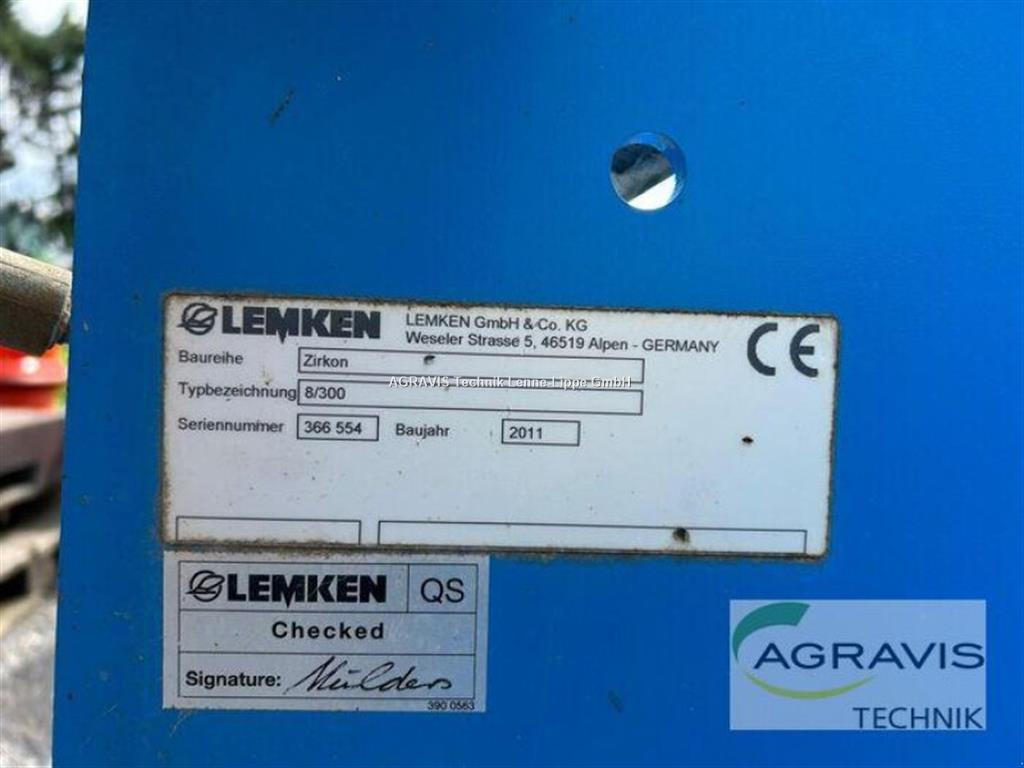 LEMKEN
LEMKEN GmbH & Co. KG
Weseler Strasse 5, 46519 Alpen - GERMANY
CE
Baureihe Zirkon
AGRAVIS Technik Lenne-Lippe GmbH
Typbezeichnung 8/300
Seriennummer 366 554 Baujahr 2011
LEMKEN QS
Checked
Signature: Mülders
390 0563
AGRAVIS
TECHNIK